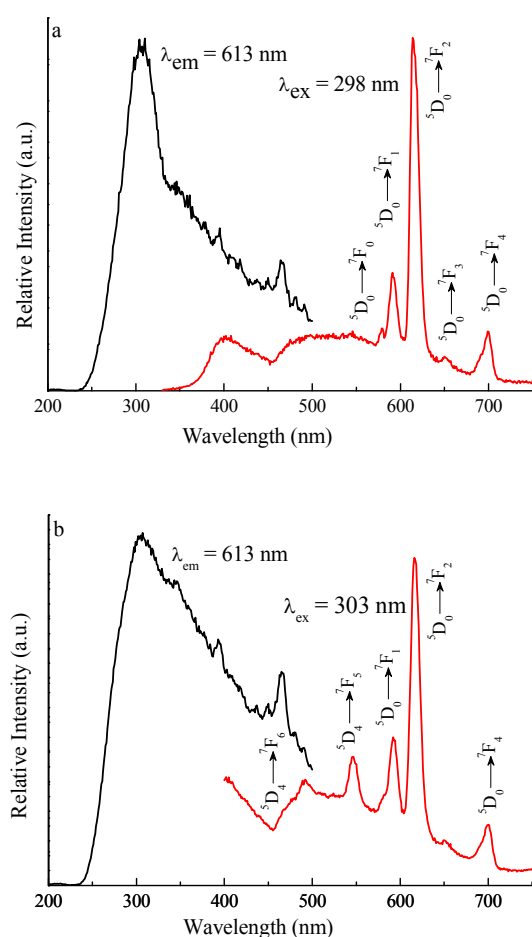 a
λem = 613 nm
λex = 298 nm
⁵D₀→⁷F₀
⁵D₀→⁷F₁
⁵D₀→⁷F₂
⁵D₀→⁷F₃
⁵D₀→⁷F₄
Relative Intensity (a.u.)
200 300 400 500 600 700
Wavelength (nm)
b
λem = 613 nm
λex = 303 nm
⁵D₄→⁷F₆
⁵D₄→⁷F₅
⁵D₀→⁷F₁
⁵D₀→⁷F₂
⁵D₀→⁷F₄
Relative Intensity (a.u.)
200 300 400 500 600 700
Wavelength (nm)